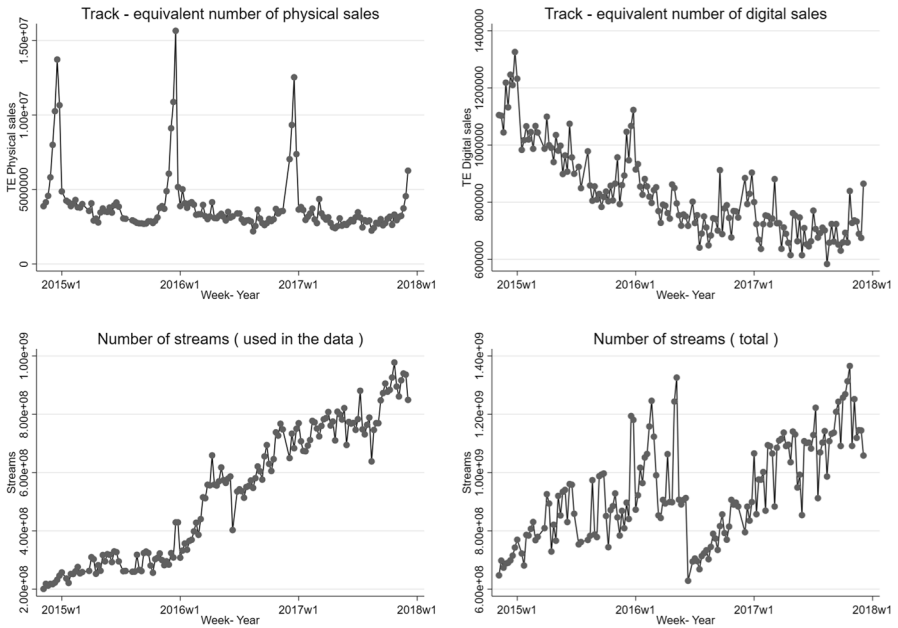 Track - equivalent number of physical sales
TE Physical sales
0
5000000
1.00e+07
1.50e+07
2015w1
2016w1
2017w1
2018w1
Week- Year
Track - equivalent number of digital sales
TE Digital sales
600000
800000
1000000
1200000
1400000
2015w1
2016w1
2017w1
2018w1
Week- Year
Number of streams ( used in the data )
Streams
2.00e+08
4.00e+08
6.00e+08
8.00e+08
1.00e+09
2015w1
2016w1
2017w1
2018w1
Week- Year
Number of streams ( total )
Streams
6.00e+08
8.00e+08
1.00e+09
1.20e+09
1.40e+09
2015w1
2016w1
2017w1
2018w1
Week- Year